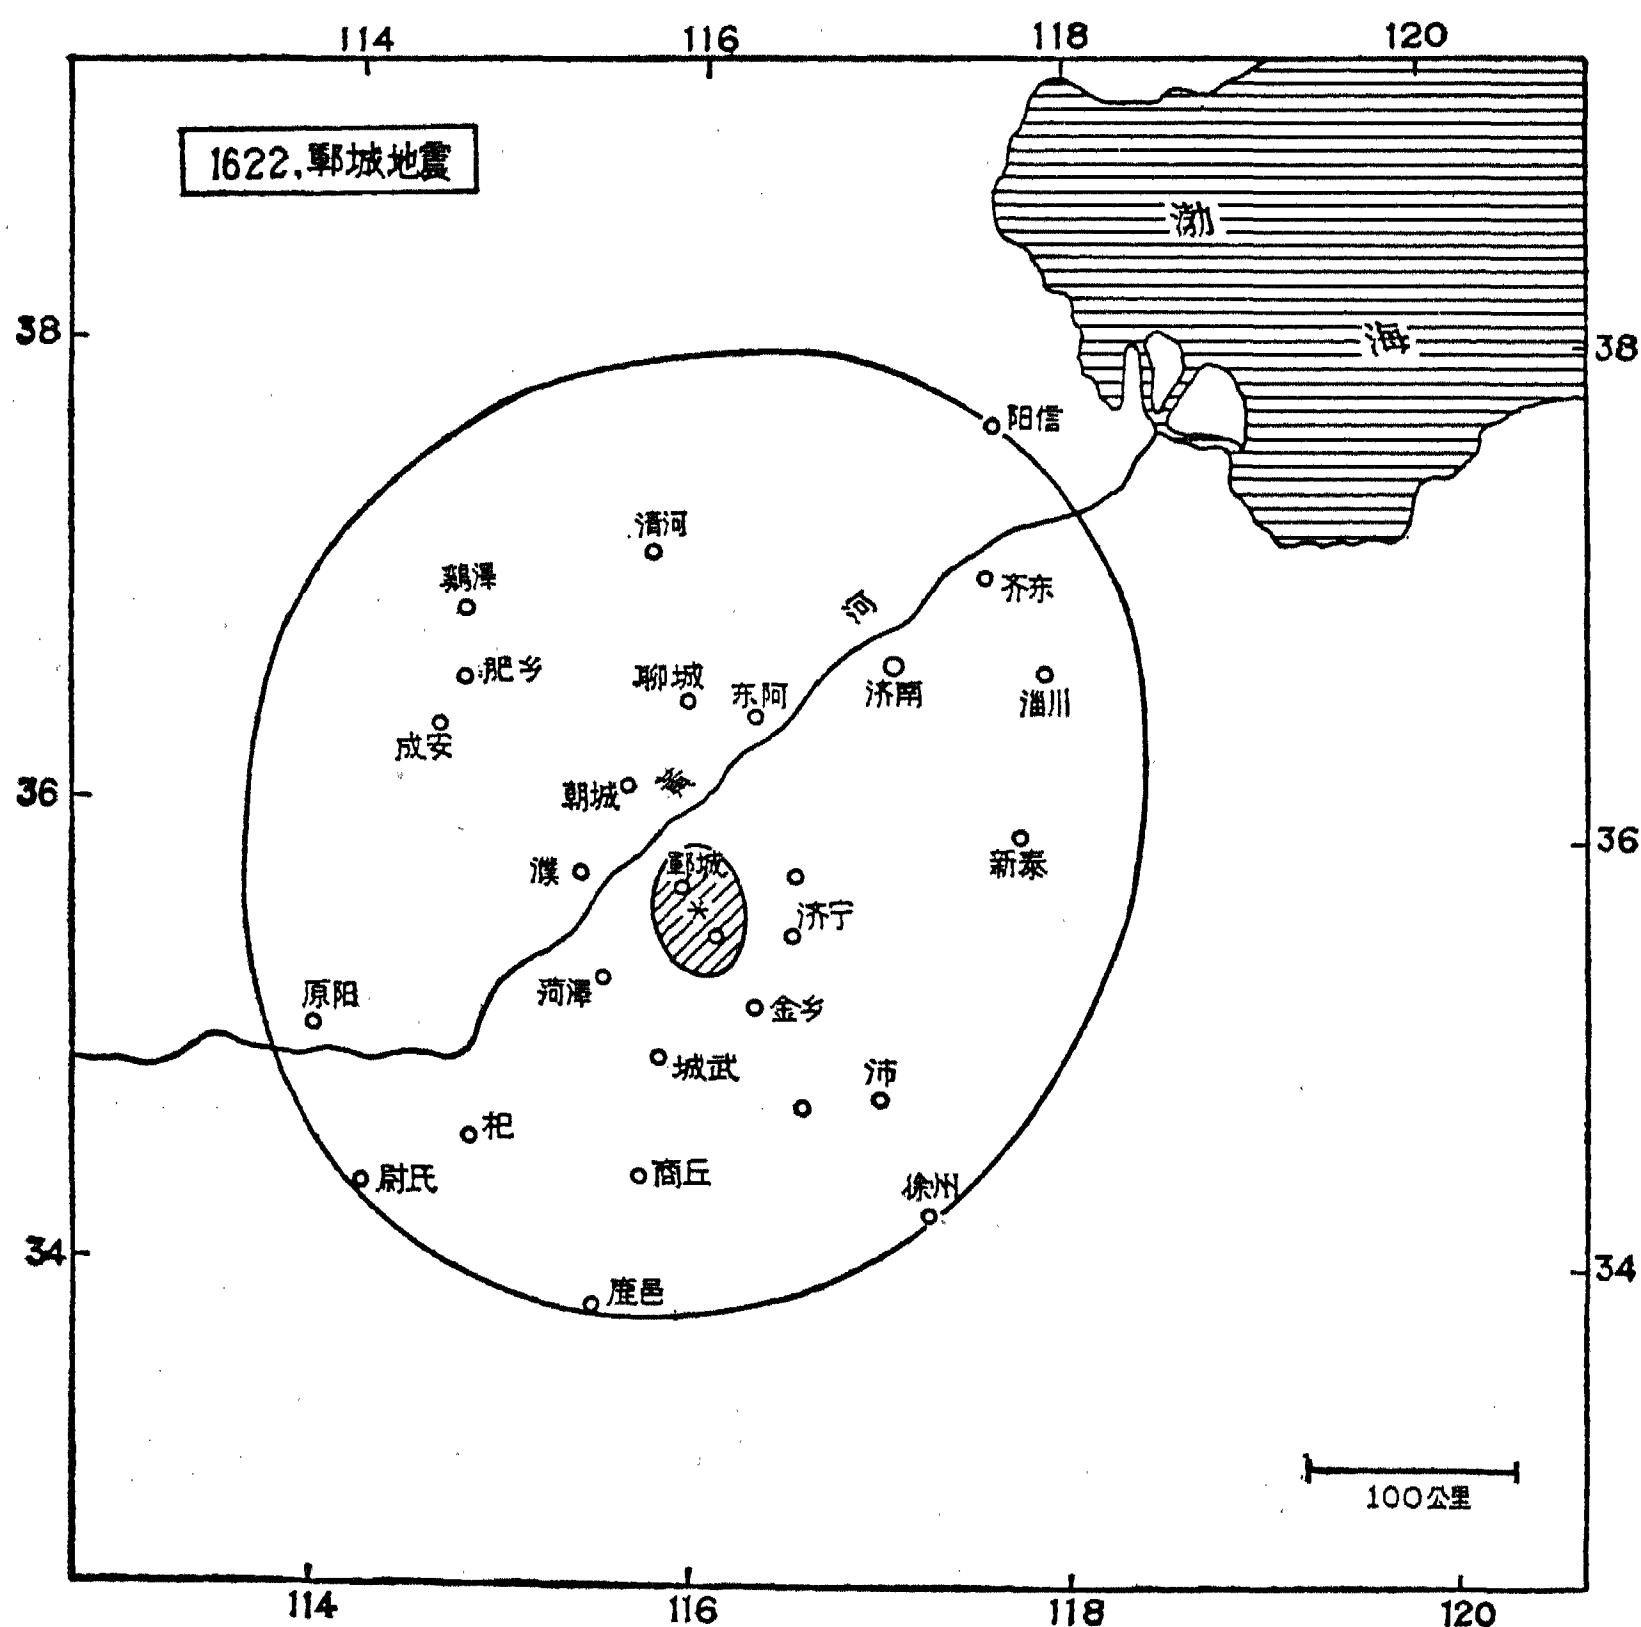 114 116 118 120
1622.鄆城地震
渤
海
38
38
阳信
清河
鷄澤
齐东
河
肥乡
聊城
东阿
济南
淄川
成安
黄
朝城
36
36
鄆城
濮
新泰
济宁
菏澤
原阳
金乡
城武
沛
杞
尉氏
商丘
徐州
34
34
鹿邑
100公里
114 116 118 120